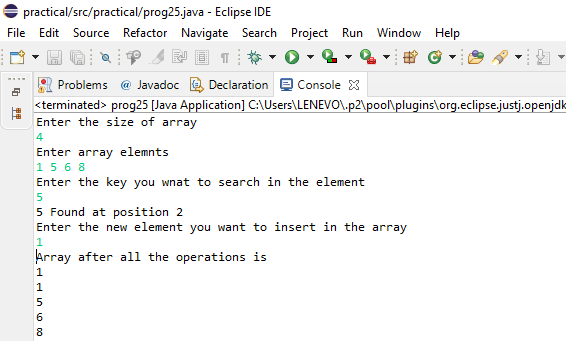 practical/src/practical/prog25.java - Eclipse IDE
File Edit Source Refactor Navigate Search Project Run Window Help
Problems @ Javadoc Declaration Console
<terminated> prog25 [Java Application] C:\Users\LENEVO\.p2\pool\plugins\org.eclipse.justj.openjdk
Enter the size of array
4
Enter array elemnts
1 5 6 8
Enter the key you wnat to search in the element
5
5 Found at position 2
Enter the new element you want to insert in the array
1
Array after all the operations is
1
1
5
6
8